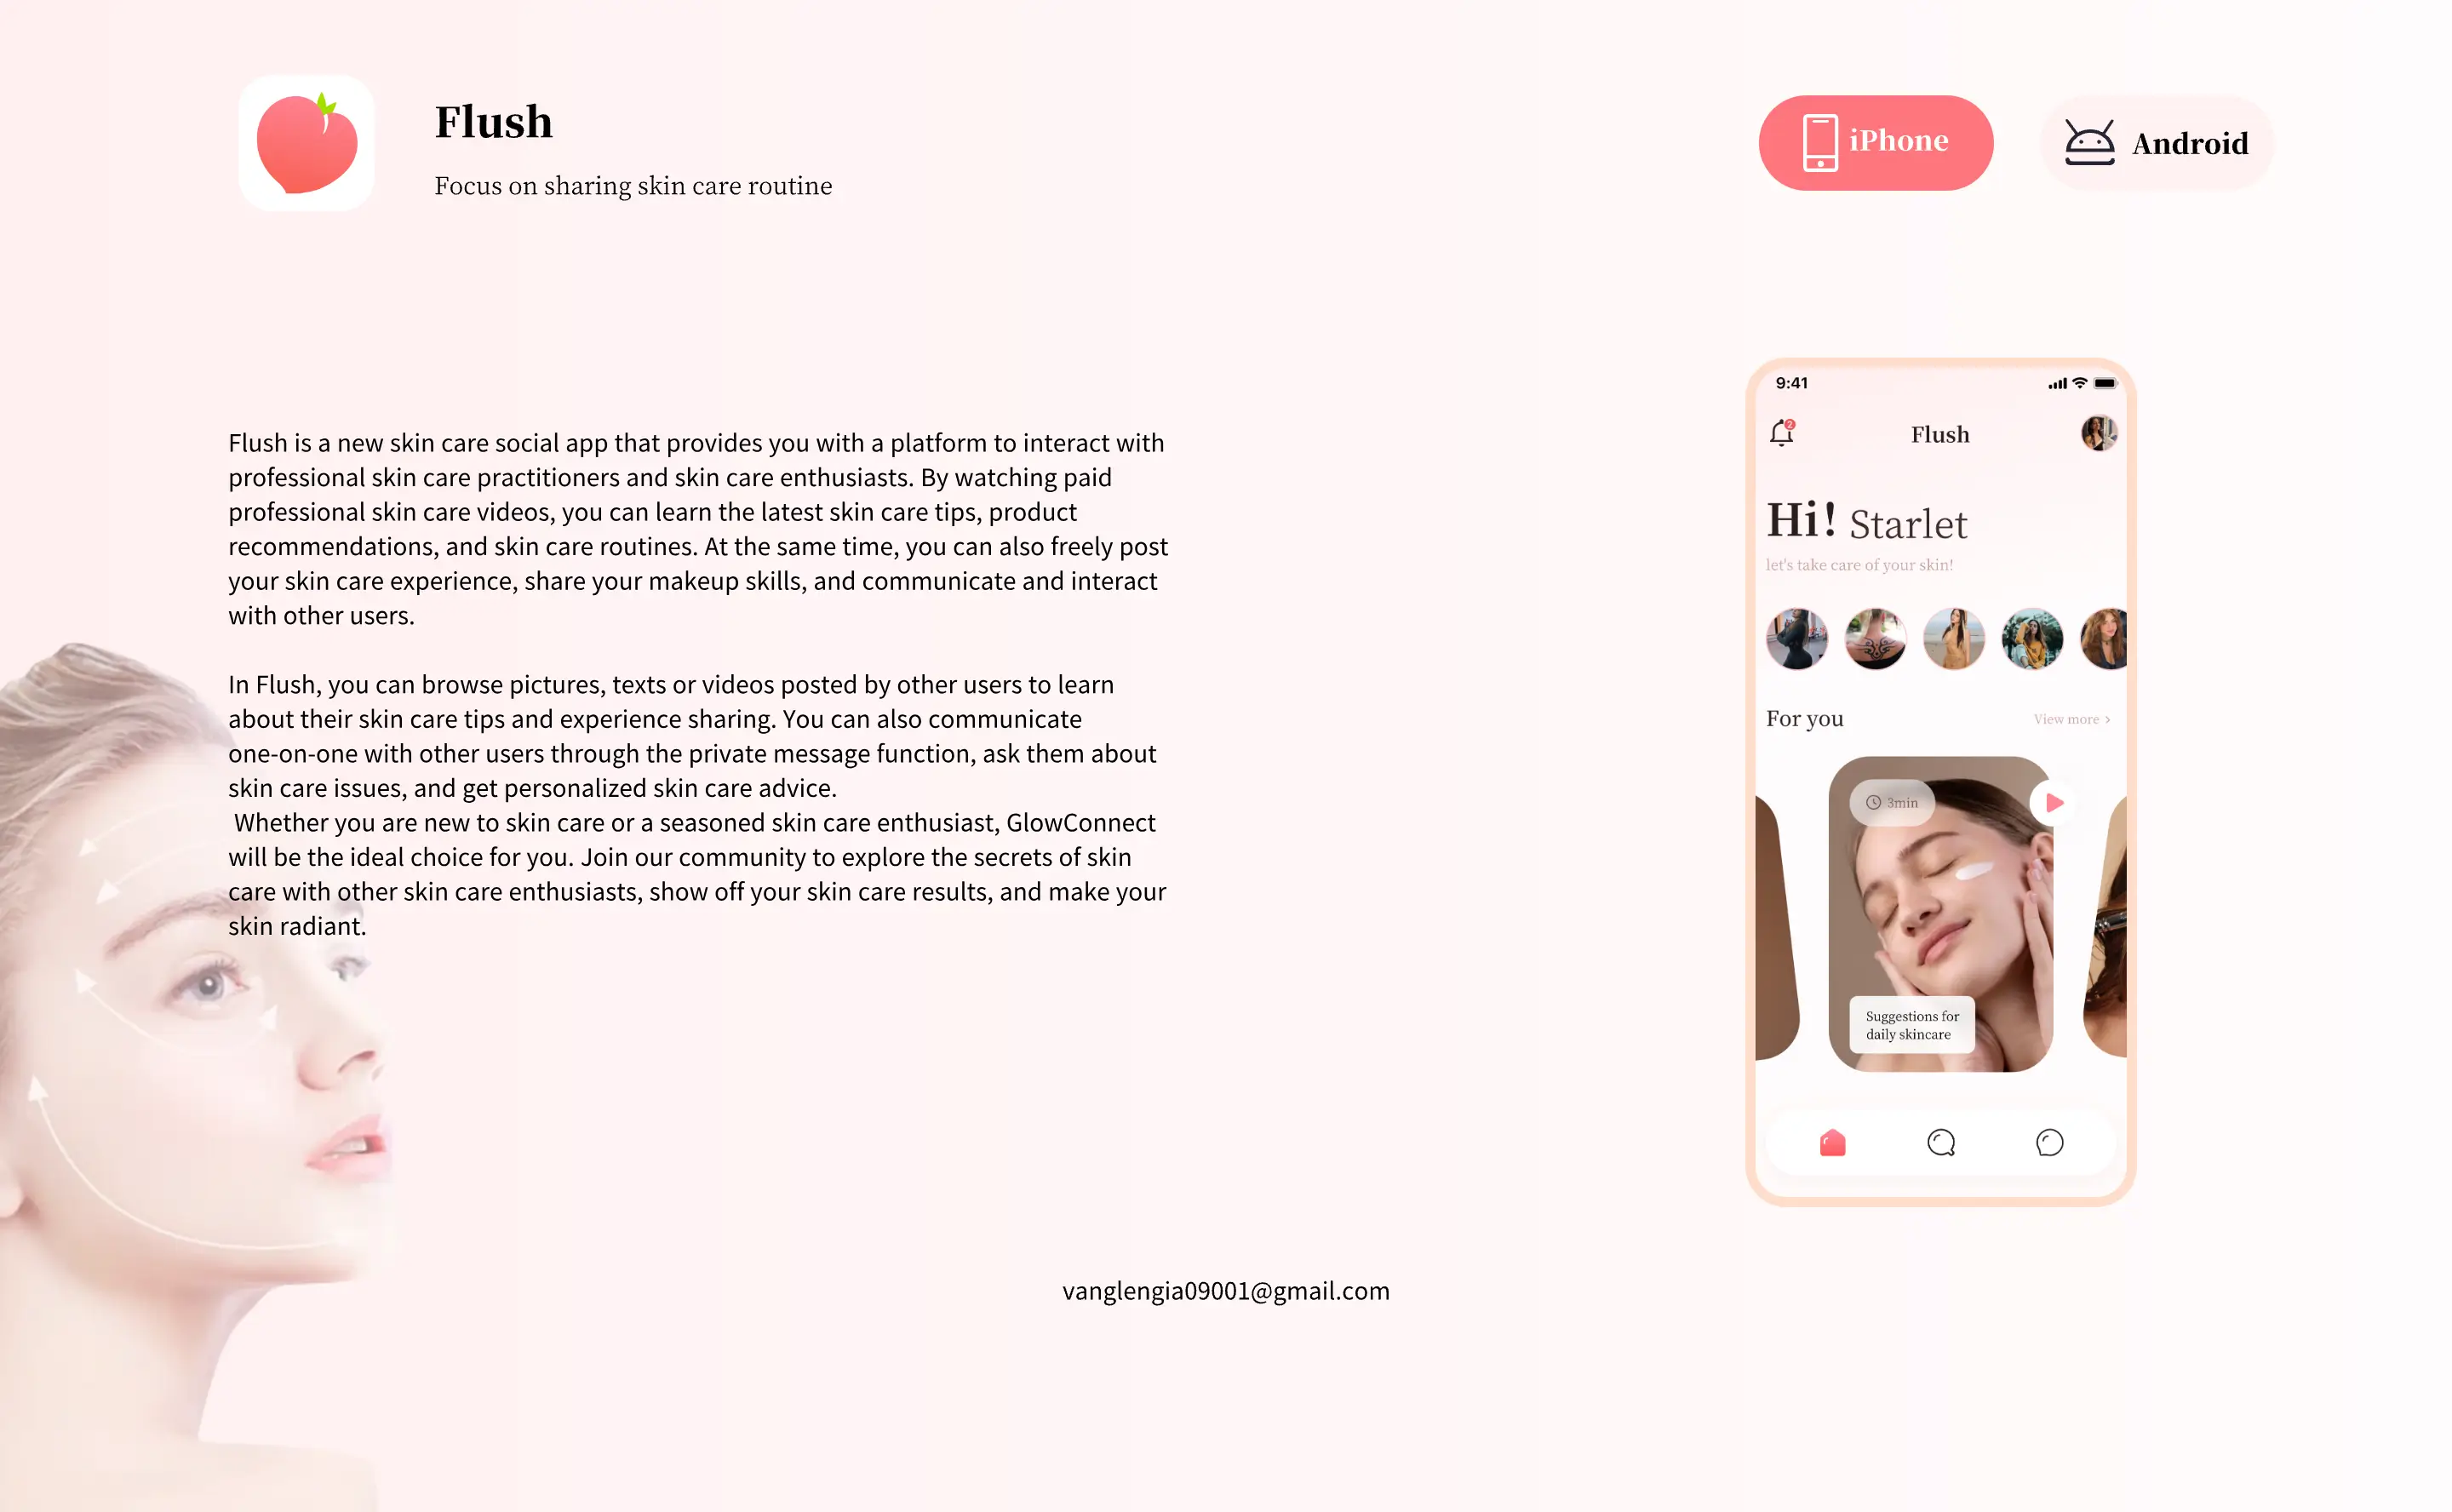 Flush
Focus on sharing skin care routine
iPhone
Android
Flush is a new skin care social app that provides you with a platform to interact with
professional skin care practitioners and skin care enthusiasts. By watching paid
professional skin care videos, you can learn the latest skin care tips, product
recommendations, and skin care routines. At the same time, you can also freely post
your skin care experience, share your makeup skills, and communicate and interact
with other users.
In Flush, you can browse pictures, texts or videos posted by other users to learn
about their skin care tips and experience sharing. You can also communicate
one-on-one with other users through the private message function, ask them about
skin care issues, and get personalized skin care advice.
Whether you are new to skin care or a seasoned skin care enthusiast, GlowConnect
will be the ideal choice for you. Join our community to explore the secrets of skin
care with other skin care enthusiasts, show off your skin care results, and make your
skin radiant.
9:41
2
Flush
Hi! Starlet
let's take care of your skin!
For you
View more >
3min
Suggestions for
daily skincare
vanglengia09001@gmail.com